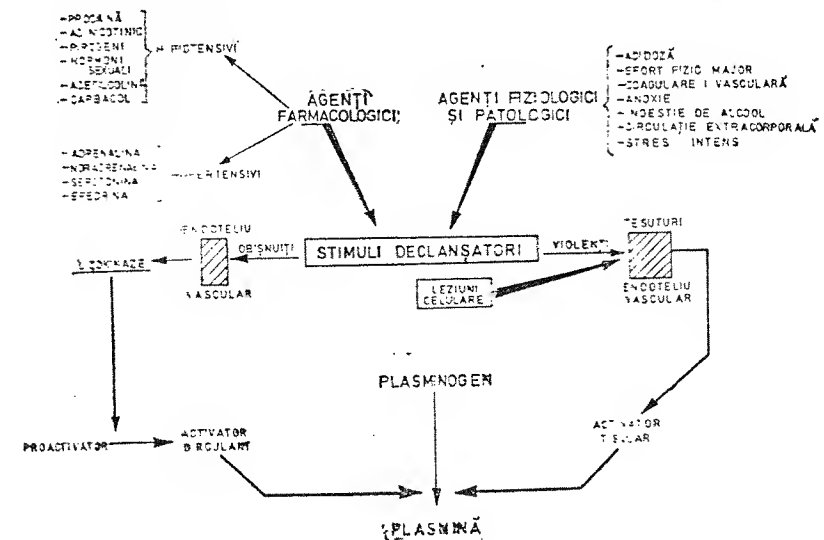 -PROCAINĂ
-AC NICOTINIC
-PIROGENI
-HORMONI
SEXUALI
-ACETILCOLINĂ
-CARBACOL
HIPOTENSIVI
AGENȚI
FARMACOLOGICI;
AGENȚI FIZIOLOGICI
ȘI PATOLOGICI
-ACIDOZĂ
-EFORT FIZIC MAJOR
-COAGULARE I VASCULARĂ
-ANOXIE
-INGESTIE DE ALCOOL
-CIRCULAȚIE EXTRACORPORALĂ
-STRES INTENS
-ADRENALINA
-NORADRENALINA
-SEROTONINA
-EFEDRINA
HIPERTENSIVI
ENDOTELIU
VASCULAR
OBIȘNUIȚI
STIMULI DECLANȘATORI
VIOLENȚI
ȚESUTURI
ENDOTELIU
VASCULAR
LEZIUNI
CELULARE
PLASMINOGEN
PROACTIVATOR
ACTIVATOR
CIRCULANT
ACTIVATOR
TISULAR
PLASMINĂ